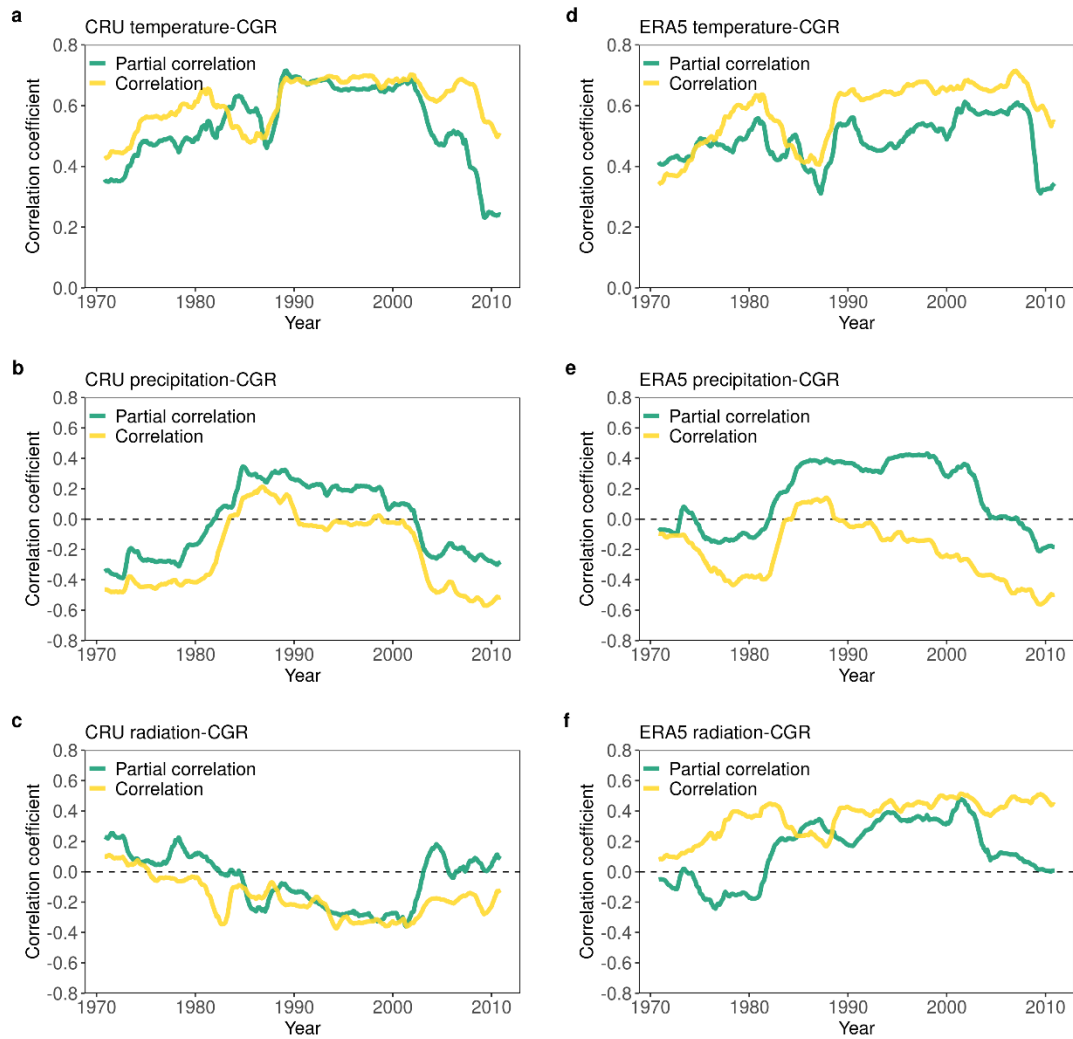 a
CRU temperature-CGR
Partial correlation
Correlation
Correlation coefficient
0.8
0.6
0.4
0.2
0.0
1970 1980 1990 2000 2010
Year
b
CRU precipitation-CGR
Partial correlation
Correlation
Correlation coefficient
0.8
0.6
0.4
0.2
0.0
-0.2
-0.4
-0.6
-0.8
1970 1980 1990 2000 2010
Year
c
CRU radiation-CGR
Partial correlation
Correlation
Correlation coefficient
0.8
0.6
0.4
0.2
0.0
-0.2
-0.4
-0.6
-0.8
1970 1980 1990 2000 2010
Year
d
ERA5 temperature-CGR
Partial correlation
Correlation
Correlation coefficient
0.8
0.6
0.4
0.2
0.0
1970 1980 1990 2000 2010
Year
e
ERA5 precipitation-CGR
Partial correlation
Correlation
Correlation coefficient
0.8
0.6
0.4
0.2
0.0
-0.2
-0.4
-0.6
-0.8
1970 1980 1990 2000 2010
Year
f
ERA5 radiation-CGR
Partial correlation
Correlation
Correlation coefficient
0.8
0.6
0.4
0.2
0.0
-0.2
-0.4
-0.6
-0.8
1970 1980 1990 2000 2010
Year